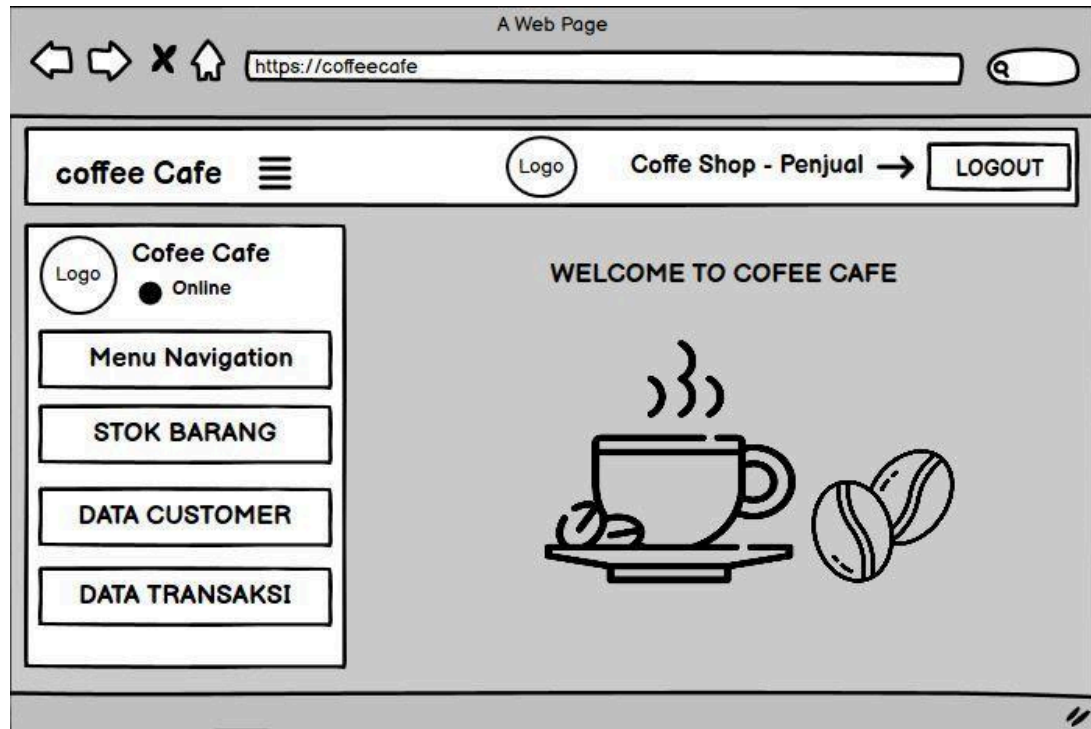 A Web Page
https://coffeecafe
coffee Cafe
Logo
Coffe Shop - Penjual
LOGOUT
Logo
Cofee Cafe
Online
Menu Navigation
STOK BARANG
DATA CUSTOMER
DATA TRANSAKSI
WELCOME TO COFEE CAFE